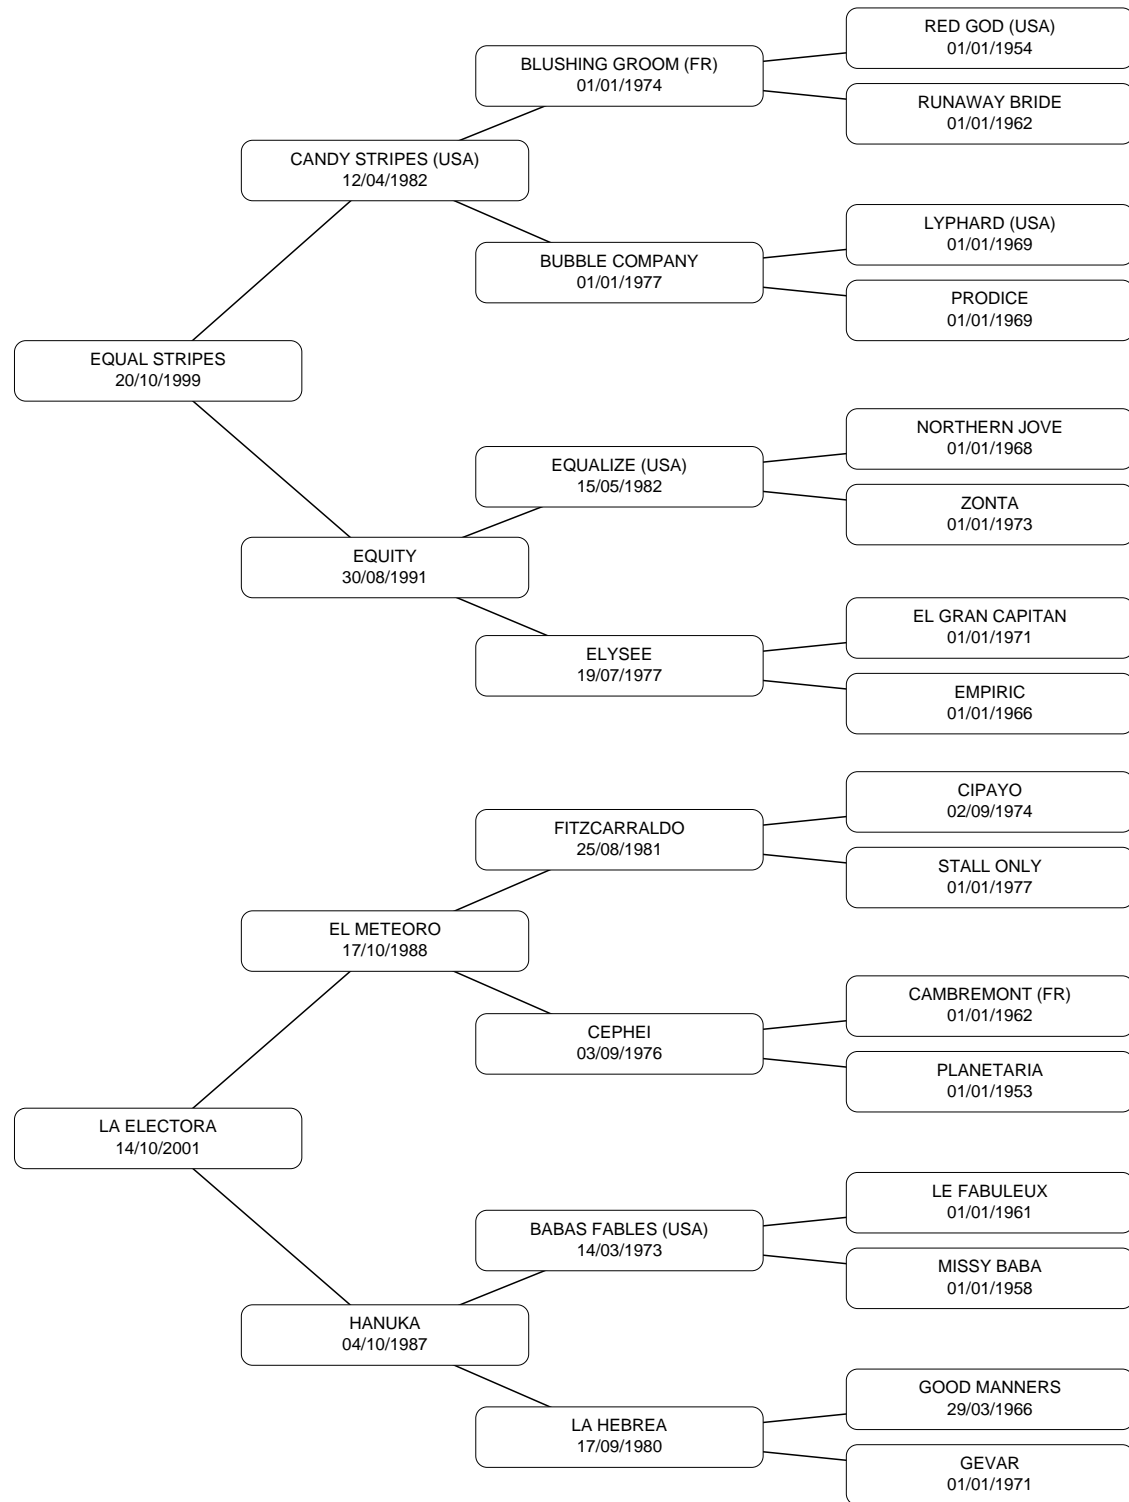 RED GOD (USA)
01/01/1954
BLUSHING GROOM (FR)
01/01/1974
RUNAWAY BRIDE
01/01/1962
CANDY STRIPES (USA)
12/04/1982
LYPHARD (USA)
01/01/1969
BUBBLE COMPANY
01/01/1977
PRODICE
01/01/1969
EQUAL STRIPES
20/10/1999
NORTHERN JOVE
01/01/1968
EQUALIZE (USA)
15/05/1982
ZONTA
01/01/1973
EQUITY
30/08/1991
EL GRAN CAPITAN
01/01/1971
ELYSEE
19/07/1977
EMPIRIC
01/01/1966
CIPAYO
02/09/1974
FITZCARRALDO
25/08/1981
STALL ONLY
01/01/1977
EL METEORO
17/10/1988
CAMBREMONT (FR)
01/01/1962
CEPHEI
03/09/1976
PLANETARIA
01/01/1953
LA ELECTORA
14/10/2001
LE FABULEUX
01/01/1961
BABAS FABLES (USA)
14/03/1973
MISSY BABA
01/01/1958
HANUKA
04/10/1987
GOOD MANNERS
29/03/1966
LA HEBREA
17/09/1980
GEVAR
01/01/1971